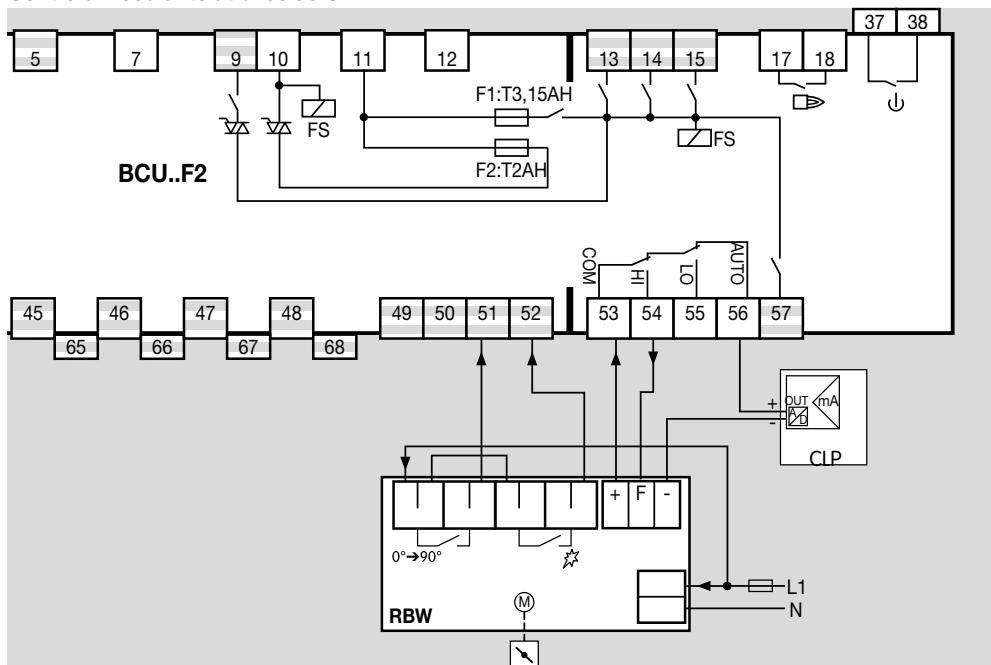 37 38
5 7 9 10 11 12 13 14 15 17 18
F1:T3,15AH
FS
FS
F2:T2AH
BCU..F2
COM HI LO AUTO
45 46 47 48 49 50 51 52 53 54 55 56 57
65 66 67 68
+ OUT mA
- A/D
CLP
+ F -
0°→90°
L1
M N
RBW